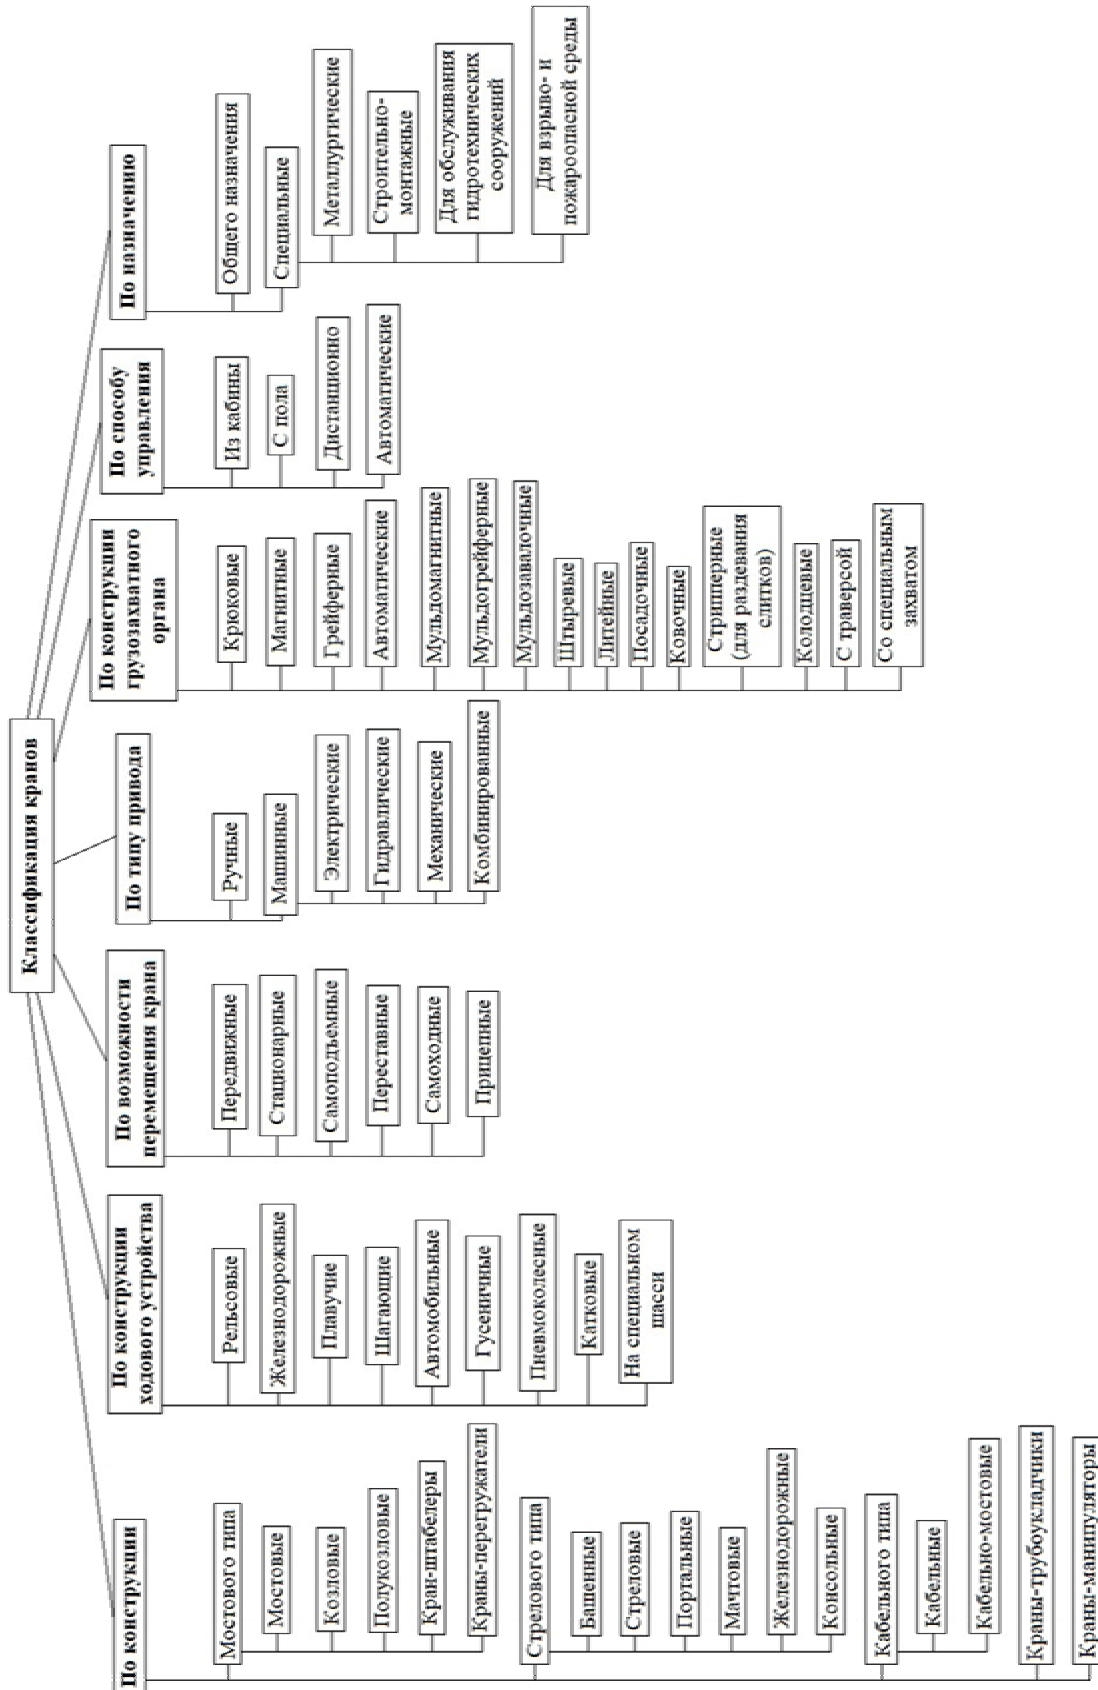 Классификация кранов
По конструкции
Мостового типа
Мостовые
Козловые
Полукозловые
Кран-штабелеры
Краны-перегружатели
Стрелового типа
Башенные
Стреловые
Портальные
Мачтовые
Железнодорожные
Консольные
Кабельного типа
Кабельные
Кабельно-мостовые
Краны-трубоукладчики
Краны-манипуляторы
По конструкции
ходового устройства
Рельсовые
Железнодорожные
Плавучие
Шагающие
Автомобильные
Гусеничные
Пневмоколесные
Катковые
На специальном
шасси
По возможности
перемещения крана
Передвижные
Стационарные
Самоподъемные
Переставные
Самоходные
Прицепные
По типу привода
Ручные
Машинные
Электрические
Гидравлические
Механические
Комбинированные
По конструкции
грузозахватного
органа
Крюковые
Магнитные
Грейферные
Автоматические
Мульдомагнитные
Мульдогрейферные
Мульдозавалочные
Штыревые
Литейные
Посадочные
Ковочные
Стрипперные
(для раздевания
слитков)
Колодцевые
С траверсой
Со специальным
захватом
По способу
управления
Из кабины
С пола
Дистанционно
Автоматические
По назначению
Общего назначения
Специальные
Металлургические
Строительно-
монтажные
Для обслуживания
гидротехнических
сооружений
Для взрыво- и
пожароопасной среды